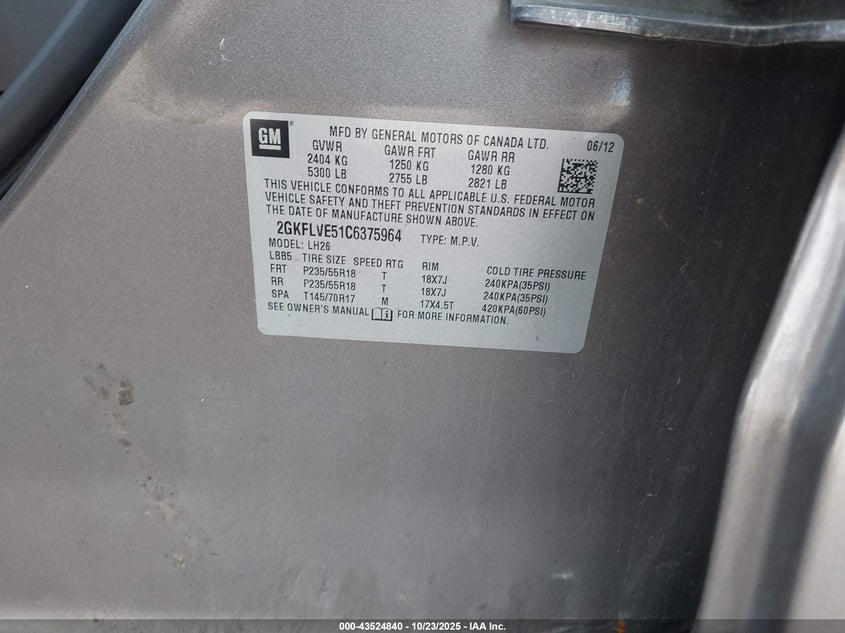 GM ® MFD BY GENERAL MOTORS OF CANADA LTD. 06/12
GVWR GAWR FRT GAWR RR
2404 KG 1250 KG 1280 KG
5300 LB 2755 LB 2821 LB
THIS VEHICLE CONFORMS TO ALL APPLICABLE U.S. FEDERAL MOTOR
VEHICLE SAFETY AND THEFT PREVENTION STANDARDS IN EFFECT ON
THE DATE OF MANUFACTURE SHOWN ABOVE.
2GKFLVE51C6375964 TYPE: M.P.V.
MODEL: LH26
LBB5 TIRE SIZE SPEED RTG RIM COLD TIRE PRESSURE
FRT P235/55R18 T 18X7J 240KPA(35PSI)
RR P235/55R18 T 18X7J 240KPA(35PSI)
SPA T145/70R17 M 17X4.5T 420KPA(60PSI)
SEE OWNER'S MANUAL FOR MORE INFORMATION.
000-43524840 - 10/23/2025 - IAA Inc.